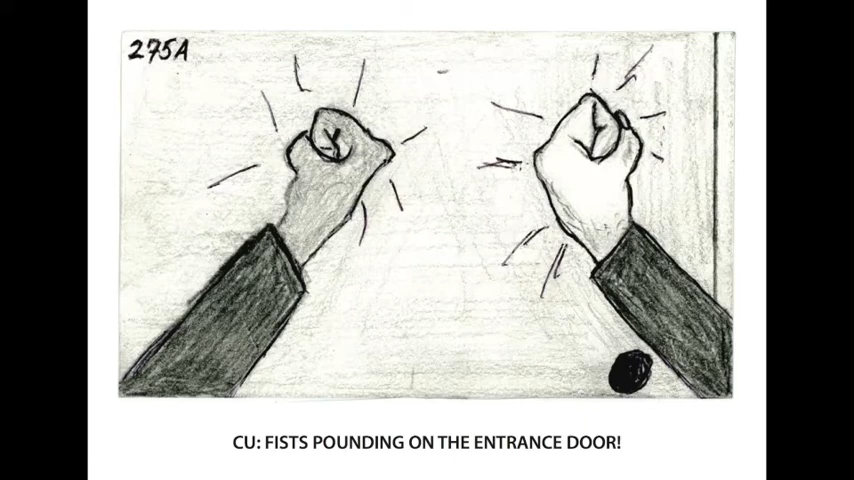 275A
CU: FISTS POUNDING ON THE ENTRANCE DOOR!